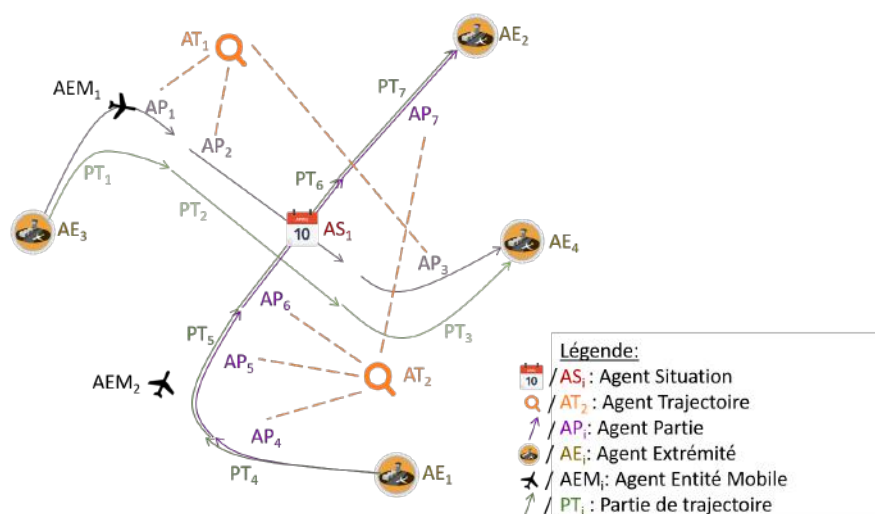 AE₂
AT₁
PT₇
AEM₁
AP₁
AP₇
AP₂
PT₁
PT₆
PT₂
10
AS₁
AE₃
AE₄
AP₃
AP₆
PT₅
PT₃
AP₅
AEM₂
AT₂
AP₄
PT₄
AE₁
Légende:
10 / ASᵢ : Agent Situation
/ AT₂ : Agent Trajectoire
/ APᵢ: Agent Partie
/ AEᵢ: Agent Extrémité
/ AEMᵢ: Agent Entité Mobile
/ PTᵢ : Partie de trajectoire